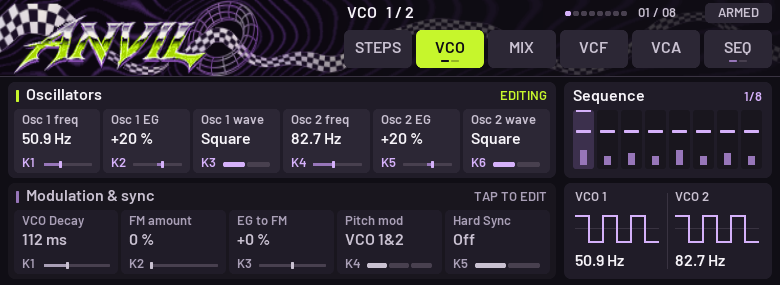 ANVIL
VCO 1/2
01 / 08
ARMED
STEPS
VCO
MIX
VCF
VCA
SEQ
Oscillators
EDITING
Osc 1 freq
Osc 1 EG
Osc 1 wave
Osc 2 freq
Osc 2 EG
Osc 2 wave
50.9 Hz
+20 %
Square
82.7 Hz
+20 %
Square
K1
K2
K3
K4
K5
K6
Sequence
1/8
Modulation & sync
TAP TO EDIT
VCO Decay
FM amount
EG to FM
Pitch mod
Hard Sync
112 ms
0 %
+0 %
VCO 1&2
Off
K1
K2
K3
K4
K5
VCO 1
VCO 2
50.9 Hz
82.7 Hz